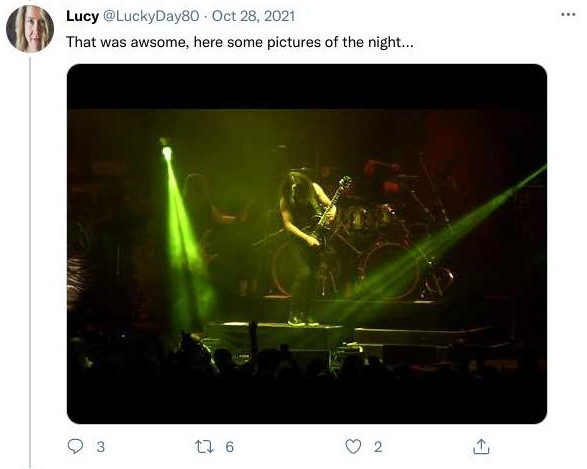 Lucy @LuckyDay80 · Oct 28, 2021
That was awsome, here some pictures of the night...
3 6 2